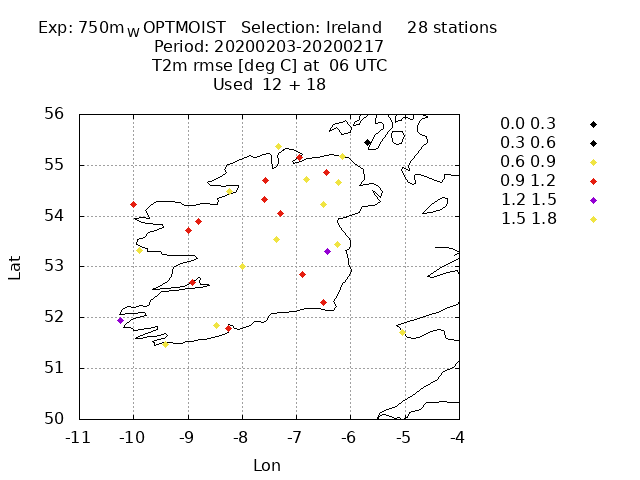 Exp: 750m_W OPTMOIST Selection: Ireland 28 stations
Period: 20200203-20200217
T2m rmse [deg C] at 06 UTC
Used 12 + 18
56
55
54
53
52
51
50
-11 -10 -9 -8 -7 -6 -5 -4
Lat
Lon
0.0 0.3
0.3 0.6
0.6 0.9
0.9 1.2
1.2 1.5
1.5 1.8